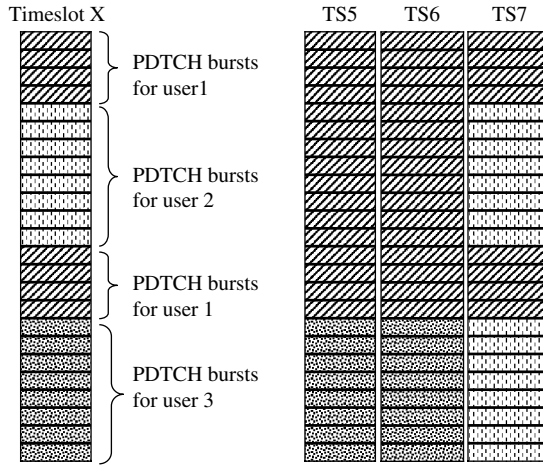 Timeslot X
TS5 TS6 TS7
PDTCH bursts
for user1
PDTCH bursts
for user 2
PDTCH bursts
for user 1
PDTCH bursts
for user 3